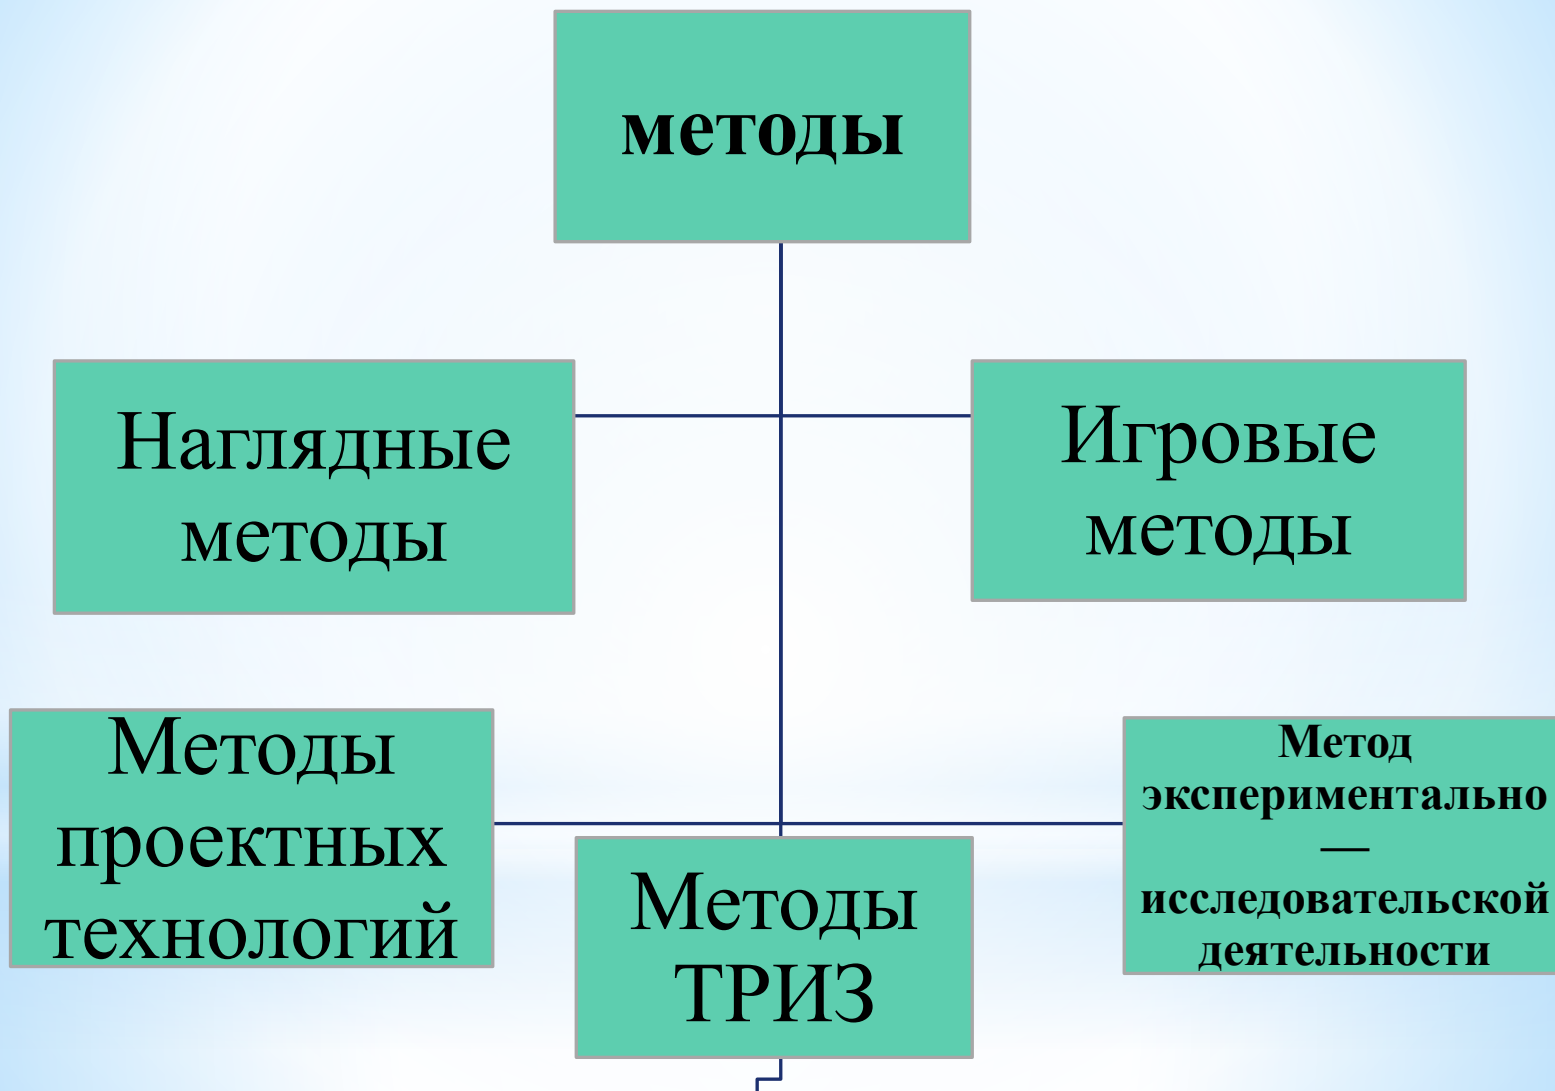 методы
Наглядные
методы
Игровые
методы
Методы
проектных
технологий
Методы
ТРИЗ
Метод
экспериментально
—
исследовательской
деятельности